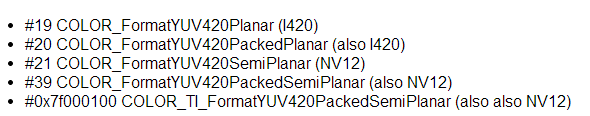 #19 COLOR_FormatYUV420Planar (I420)
#20 COLOR_FormatYUV420PackedPlanar (also I420)
#21 COLOR_FormatYUV420SemiPlanar (NV12)
#39 COLOR_FormatYUV420PackedSemiPlanar (also NV12)
#0x7f000100 COLOR_TI_FormatYUV420PackedSemiPlanar (also also NV12)